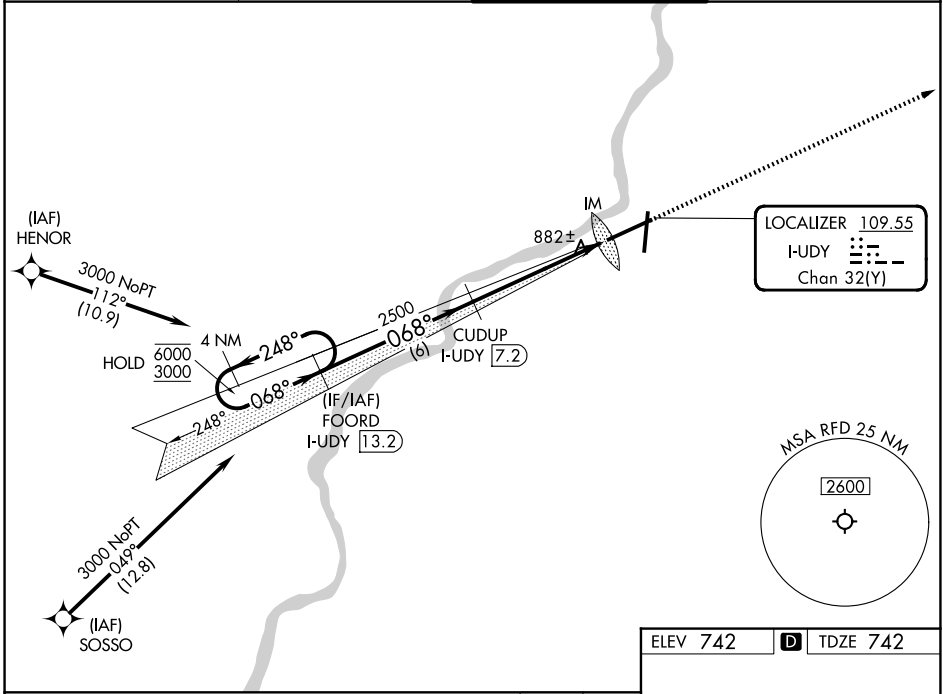 IM
882±
LOCALIZER 109.55
I-UDY
Chan 32(Y)
(IAF)
HENOR
3000 NoPT
112°
(10.9)
HOLD
6000
3000
4 NM
248°
068°
248°
2500
068°
(6)
CUDUP
I-UDY 7.2
(IF/IAF)
FOORD
I-UDY 13.2
3000 NoPT
049°
(12.8)
(IAF)
SOSSO
MSA RFD 25 NM
2600
ELEV 742 D TDZE 742